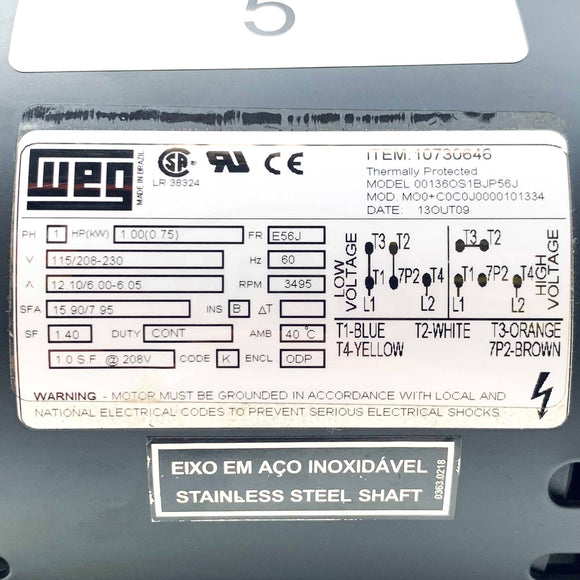 5
WEG
MADE IN BRAZIL
SA
LR 38324
RU
CE
ITEM: 10730646
Thermally Protected
MODEL 00136OS1BJP56J
MOD. MO0+C0C0J0000101334
DATE: 13OUT09
PH 1 HP(kW) 1.00(0.75) FR E56J
V 115/208-230 Hz 60
A 12.10/6.00-6.05 RPM 3495
SFA 15.90/7.95 INS B ΔT
SF 1.40 DUTY CONT AMB 40°C
1.0 S.F. @ 208V CODE K ENCL ODP
LOW VOLTAGE
T3 T2
T1 7P2 T4
L1 L2
T3 T2
T1 7P2 T4
L1 L2
HIGH VOLTAGE
T1-BLUE T2-WHITE T3-ORANGE
T4-YELLOW 7P2-BROWN
WARNING - MOTOR MUST BE GROUNDED IN ACCORDANCE WITH LOCAL AND
NATIONAL ELECTRICAL CODES TO PREVENT SERIOUS ELECTRICAL SHOCKS.
EIXO EM AÇO INOXIDÁVEL
STAINLESS STEEL SHAFT
0363.0218